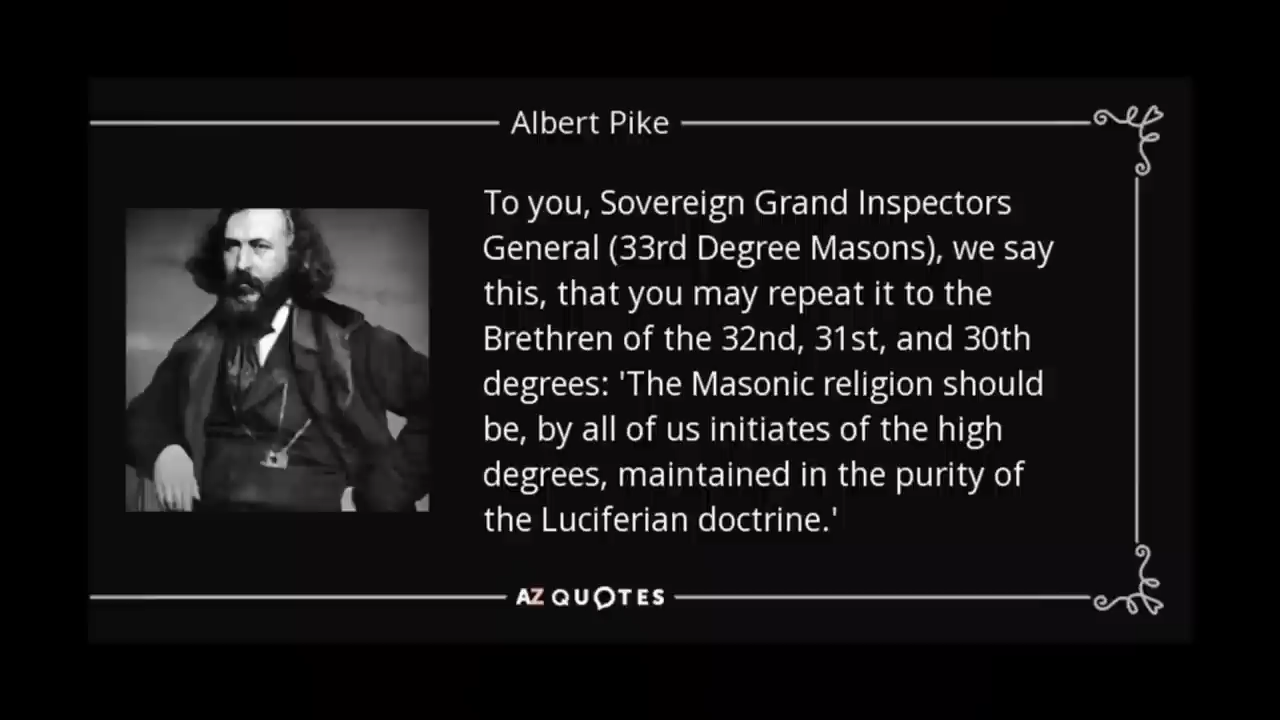 Albert Pike
To you, Sovereign Grand Inspectors
General (33rd Degree Masons), we say
this, that you may repeat it to the
Brethren of the 32nd, 31st, and 30th
degrees: 'The Masonic religion should
be, by all of us initiates of the high
degrees, maintained in the purity of
the Luciferian doctrine.'
AZ QUOTES